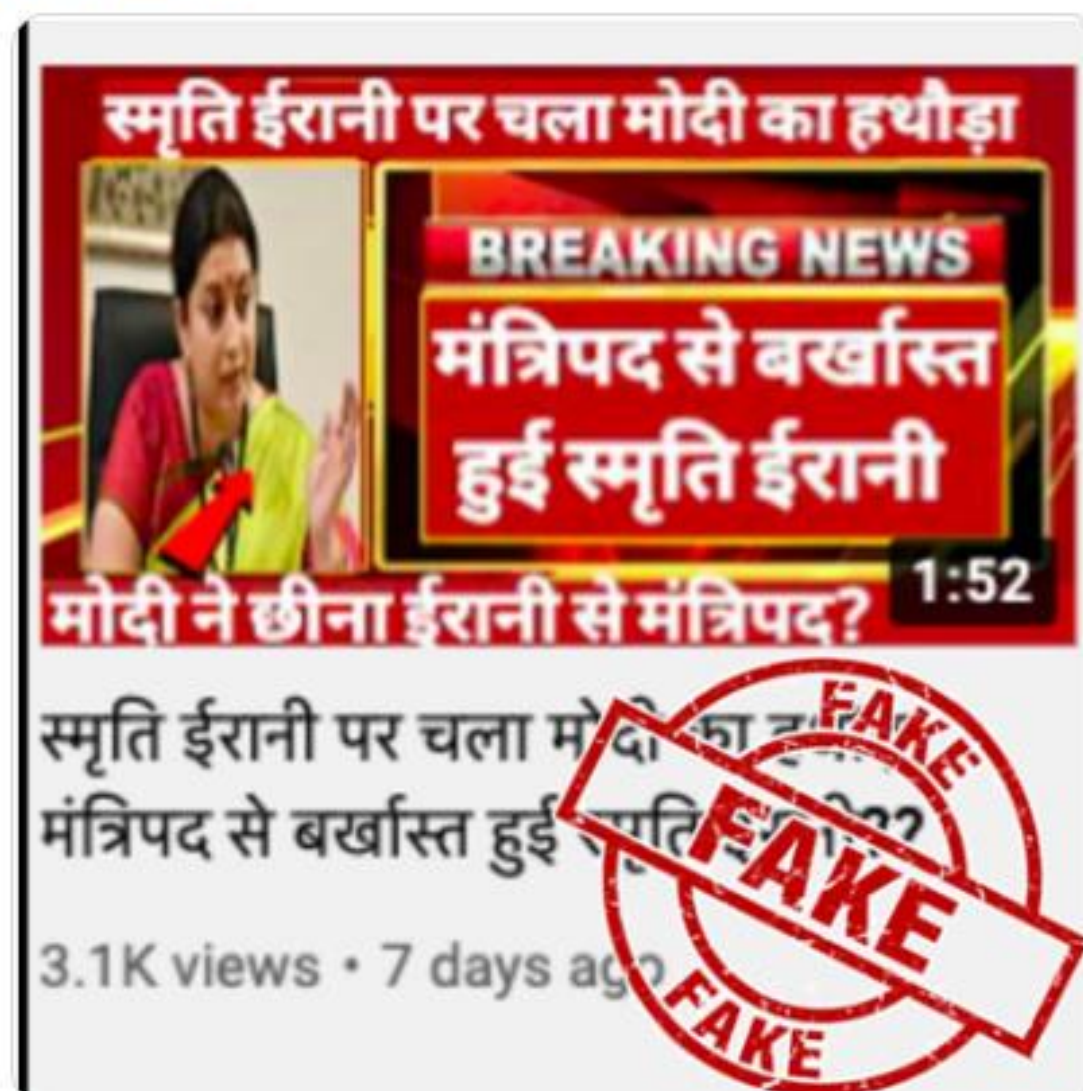 स्मृति ईरानी पर चला मोदी का हथौड़ा
BREAKING NEWS
मंत्रिपद से बर्खास्त
हुई स्मृति ईरानी
1:52
मोदी ने छीना ईरानी से मंत्रिपद?
स्मृति ईरानी पर चला मोदी का
मंत्रिपद से बर्खास्त हुई स्मृति
3.1K views • 7 days ago
FAKE
FAKE
FAKE